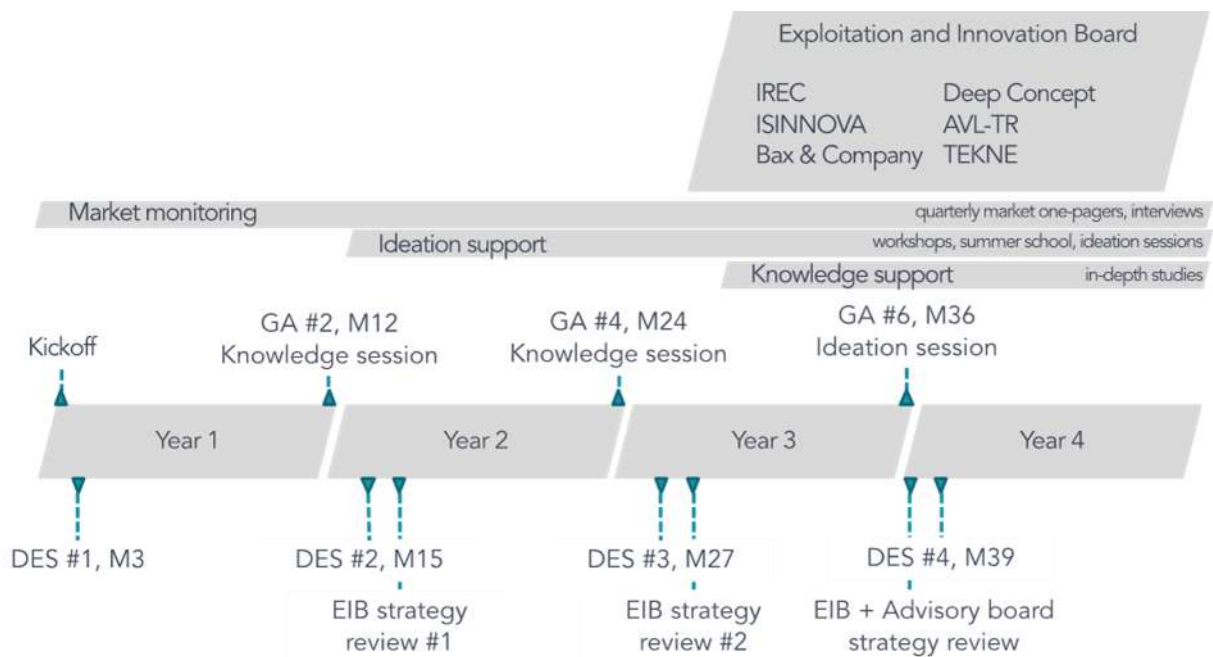 Exploitation and Innovation Board
IREC Deep Concept
ISINNOVA AVL-TR
Bax & Company TEKNE
Market monitoring quarterly market one-pagers, interviews
Ideation support workshops, summer school, ideation sessions
Knowledge support in-depth studies
Kickoff
GA #2, M12
Knowledge session
GA #4, M24
Knowledge session
GA #6, M36
Ideation session
Year 1 Year 2 Year 3 Year 4
DES #1, M3
DES #2, M15
DES #3, M27
DES #4, M39
EIB strategy
review #1
EIB strategy
review #2
EIB + Advisory board
strategy review